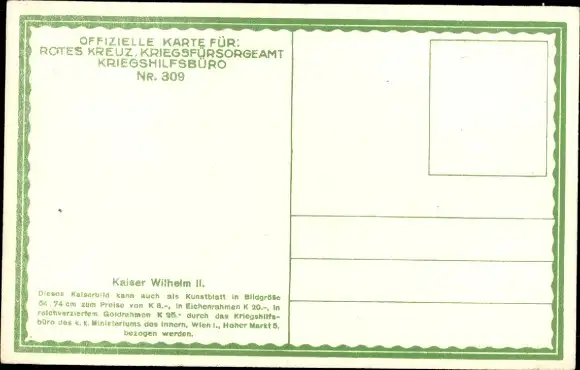 OFFIZIELLE KARTE FÜR:
ROTES KREUZ, KRIEGSFÜRSORGEAMT
KRIEGSHILFSBÜRO
NR. 309
Kaiser Wilhelm II.
Dieses Kaiserbild kann auch als Kunstblatt in Bildgröße
54 : 74 cm zum Preise von K 8.-, in Eichenrahmen K 20.-, in
reichverziertem Goldrahmen K 25.- durch das Kriegshilfs-
büro des k. k. Ministeriums des Innern, Wien I., Hoher Markt 5,
bezogen werden.